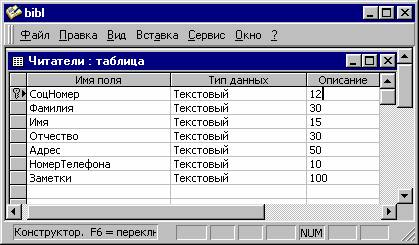 bibl
Файл Правка Вид Вставка Сервис Окно ?
Читатели : таблица
Имя поля Тип данных Описание
СоцНомер Текстовый 12
Фамилия Текстовый 30
Имя Текстовый 15
Отчество Текстовый 30
Адрес Текстовый 50
НомерТелефона Текстовый 10
Заметки Текстовый 100
Конструктор. F6 = перекл NUM